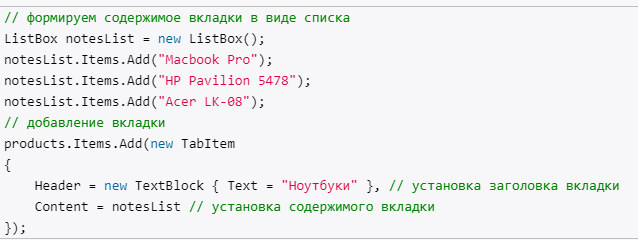 // формируем содержимое вкладки в виде списка
ListBox notesList = new ListBox();
notesList.Items.Add("Macbook Pro");
notesList.Items.Add("HP Pavilion 5478");
notesList.Items.Add("Acer LK-08");
// добавление вкладки
products.Items.Add(new TabItem
{
    Header = new TextBlock { Text = "Ноутбуки" }, // установка заголовка вкладки
    Content = notesList // установка содержимого вкладки
});